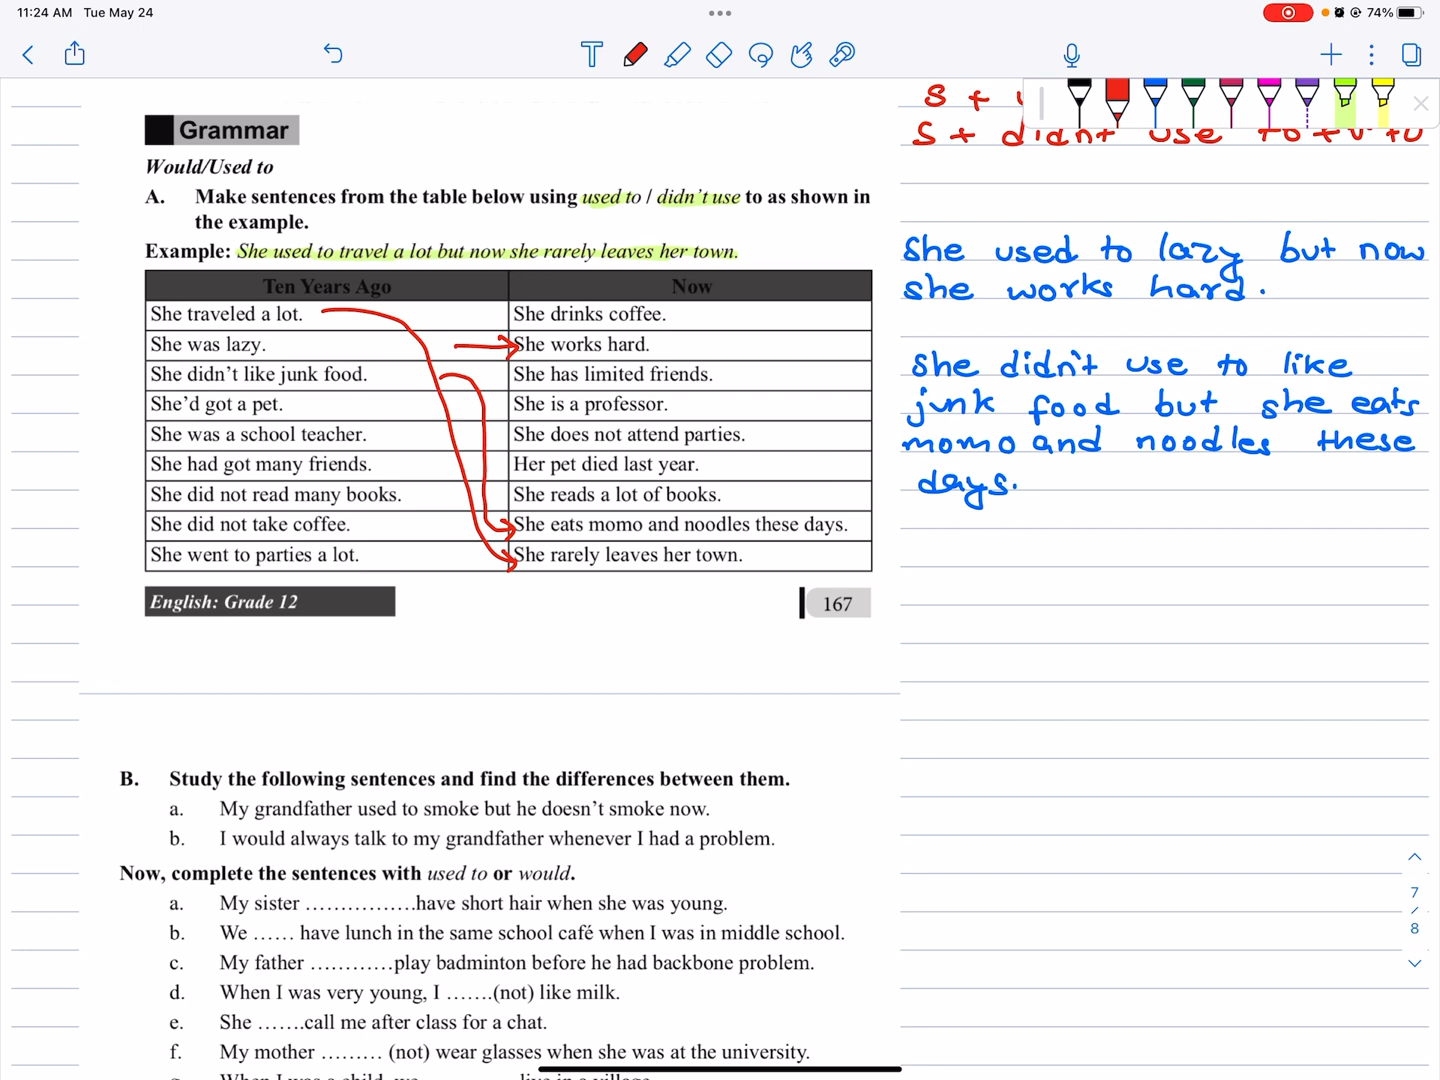 11:24 AM Tue May 24
74%
Grammar
Would/Used to
A. Make sentences from the table below using used to / didn't use to as shown in
the example.
Example: She used to travel a lot but now she rarely leaves her town.
Ten Years Ago Now
She traveled a lot. She drinks coffee.
She was lazy. She works hard.
She didn't like junk food. She has limited friends.
She'd got a pet. She is a professor.
She was a school teacher. She does not attend parties.
She had got many friends. Her pet died last year.
She did not read many books. She reads a lot of books.
She did not take coffee. She eats momo and noodles these days.
She went to parties a lot. She rarely leaves her town.
English: Grade 12 167
S +
S + didnt use to + v
She used to lazy but now
she works hard.
She didn't use to like
junk food but she eats
momo and noodles these
days.
B. Study the following sentences and find the differences between them.
a. My grandfather used to smoke but he doesn't smoke now.
b. I would always talk to my grandfather whenever I had a problem.
Now, complete the sentences with used to or would.
a. My sister ................have short hair when she was young.
b. We ...... have lunch in the same school café when I was in middle school.
c. My father ............play badminton before he had backbone problem.
d. When I was very young, I .......(not) like milk.
e. She .......call me after class for a chat.
f. My mother ......... (not) wear glasses when she was at the university.
When I was a child, we live in a village
7
/
8